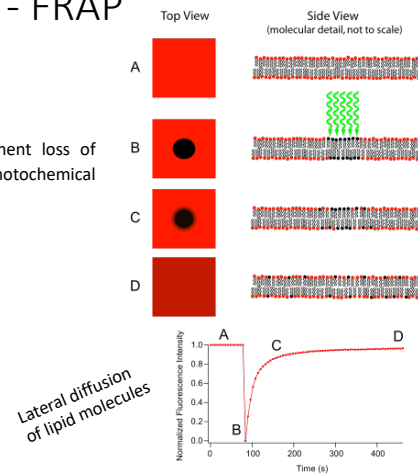 - FRAP
Top View
Side View
(molecular detail, not to scale)
A
B
ment loss of
hotochemical
C
D
Lateral diffusion
of lipid molecules
Normalized Fluorescence Intensity
1.0
0.8
0.6
0.4
0.2
0.0
A
B
C
D
0 100 200 300 400
Time (s)